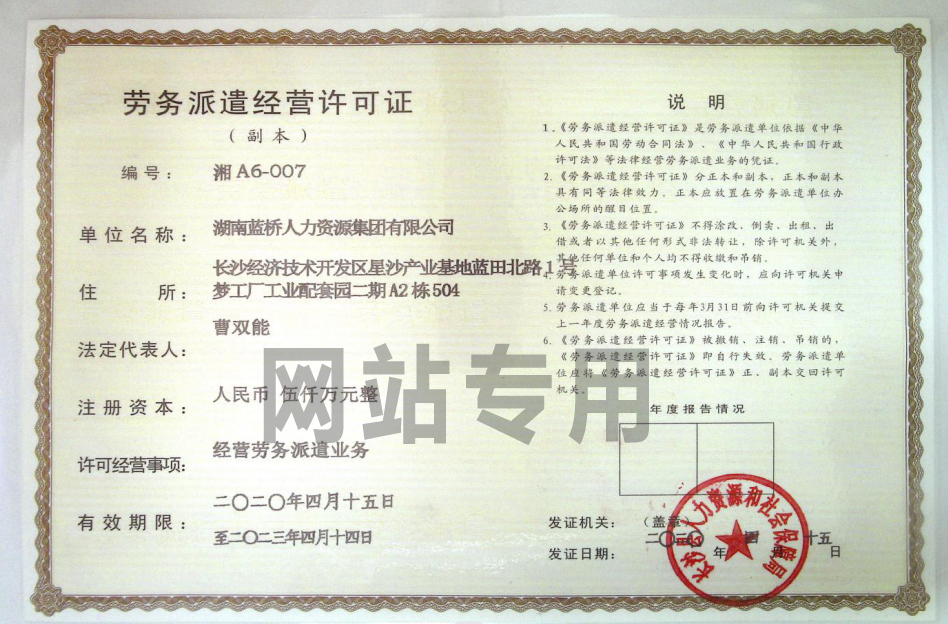 劳务派遣经营许可证
(副本)
编号: 湘A6-007
单位名称: 湖南蓝桥人力资源集团有限公司
长沙经济技术开发区星沙产业基地蓝田北路1号
住 所: 梦工厂工业配套园二期A2栋504
法定代表人: 曹双能
注册资本: 人民币 伍仟万元整
许可经营事项: 经营劳务派遣业务
有效期限: 二〇二〇年四月十五日
至二〇二三年四月十四日
网站专用
说 明
1.《劳务派遣经营许可证》是劳务派遣单位依据《中华
人民共和国劳动合同法》、《中华人民共和国行政
许可法》等法律经营劳务派遣业务的凭证。
2.《劳务派遣经营许可证》分正本和副本,正本和副本
具有同等法律效力。正本应放置在劳务派遣单位办
公场所的醒目位置。
3.《劳务派遣经营许可证》不得涂改、倒卖、出租、出
借或者以其他任何形式非法转让,除许可机关外,
其他任何单位和个人均不得收缴和吊销。
4.劳务派遣单位许可事项发生变化时,应向许可机关申
请变更登记。
5.劳务派遣单位应当于每年3月31日前向许可机关提交
上一年度劳务派遣经营情况报告。
6.《劳务派遣经营许可证》被撤销、注销、吊销的,
《劳务派遣经营许可证》即自行失效。劳务派遣单
位应将《劳务派遣经营许可证》正、副本交回许可
机关。
年度报告情况
发证机关: (盖章)
发证日期: 二〇二〇年四月十五日
长沙县人力资源和社会保障局